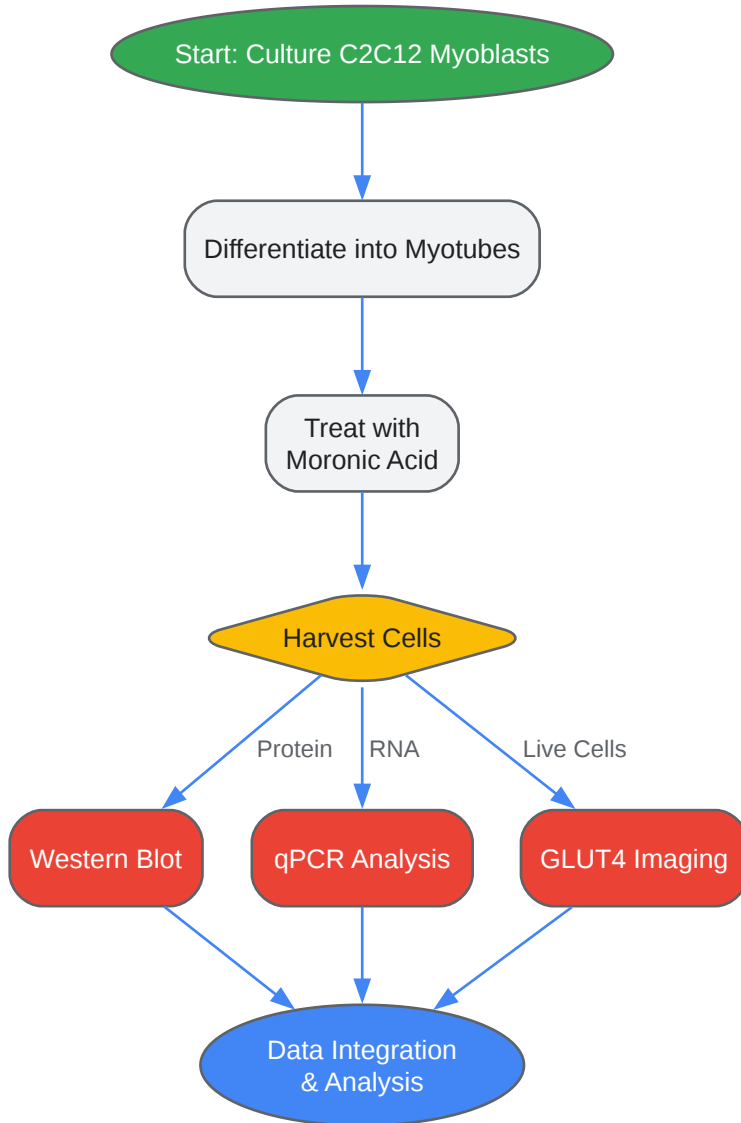 Start: Culture C2C12 Myoblasts
Differentiate into Myotubes
Treat with
Moronic Acid
Harvest Cells
Protein
RNA
Live Cells
Western Blot
qPCR Analysis
GLUT4 Imaging
Data Integration
& Analysis